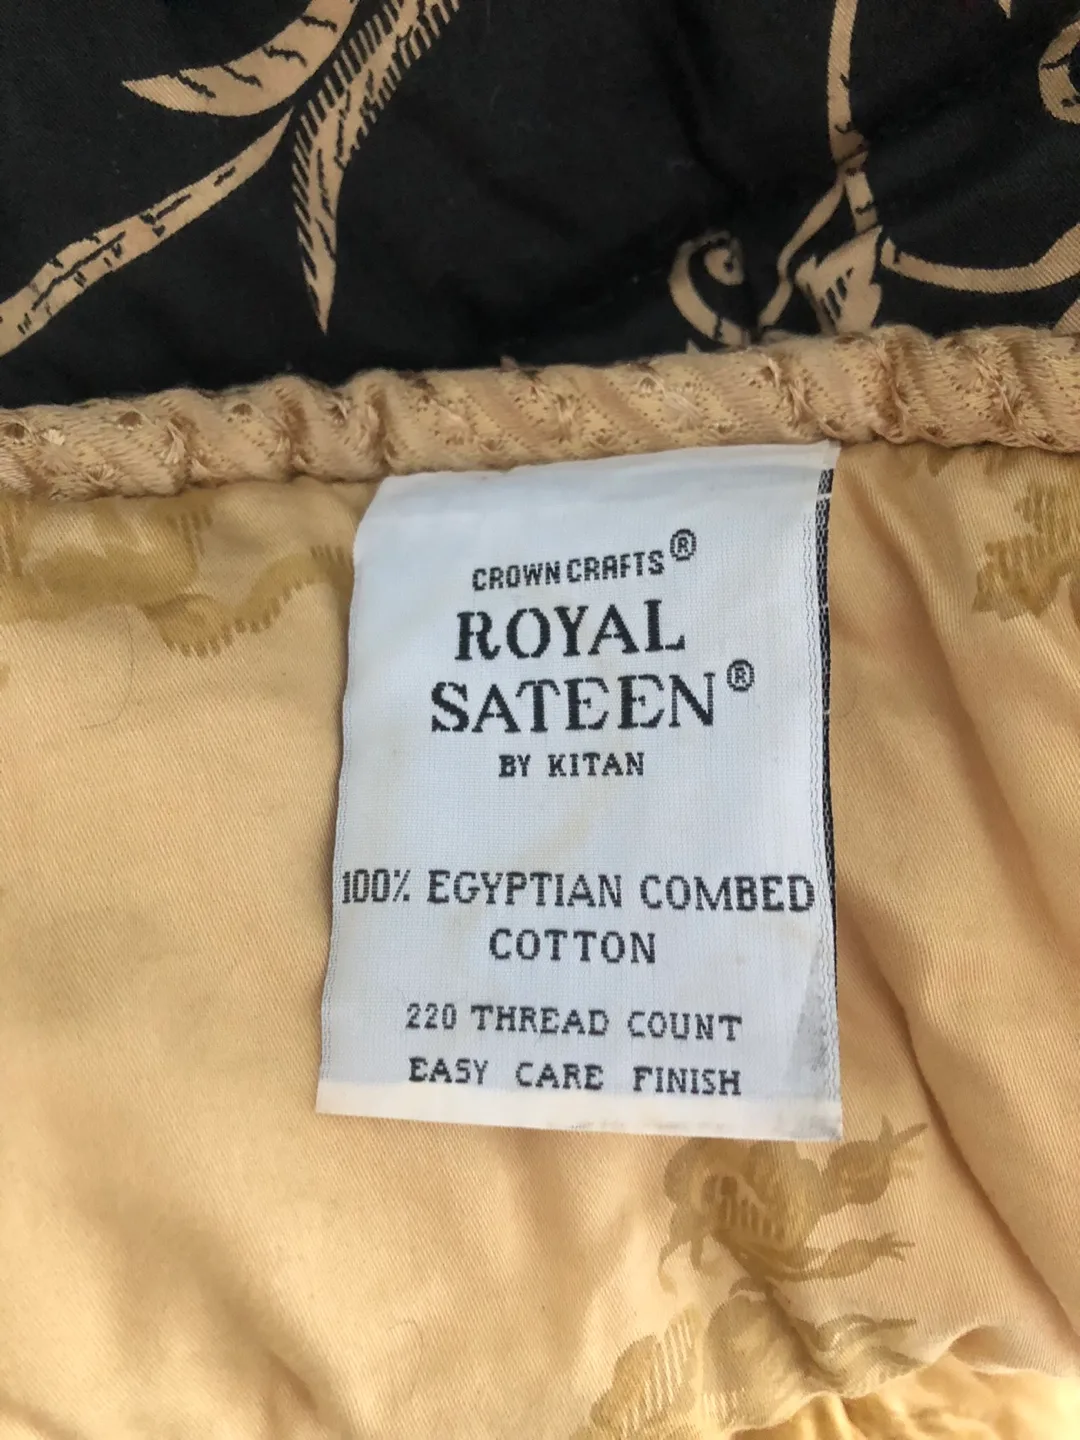 CROWN CRAFTS®
ROYAL
SATEEN®
BY KITAN
100% EGYPTIAN COMBED
COTTON
220 THREAD COUNT
EASY CARE FINISH